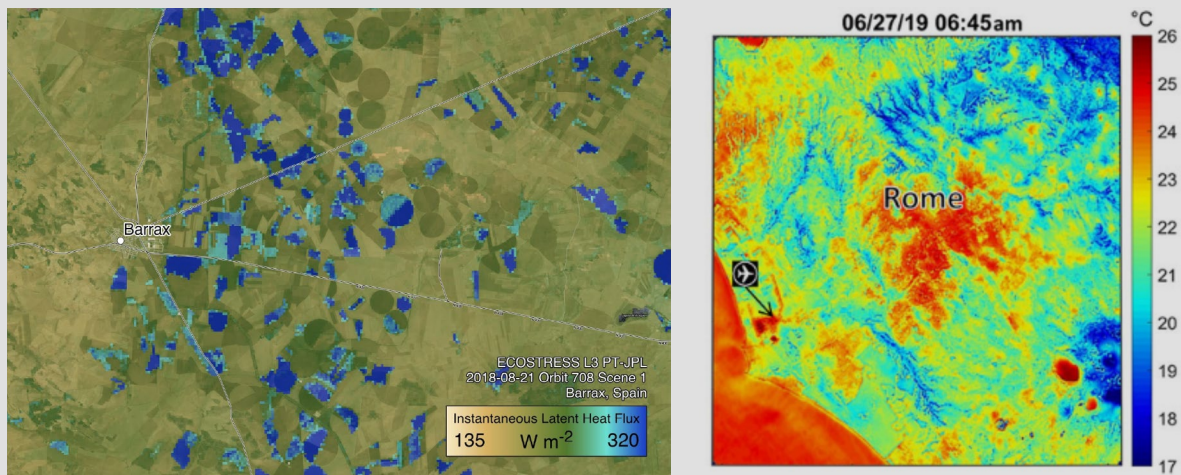 Barrax
ECOSTRESS L3 PT-JPL
2018-08-21 Orbit 708 Scene 1
Barrax, Spain
Instantaneous Latent Heat Flux
135 W m-2 320
06/27/19 06:45am
°C
Rome
26
25
24
23
22
21
20
19
18
17